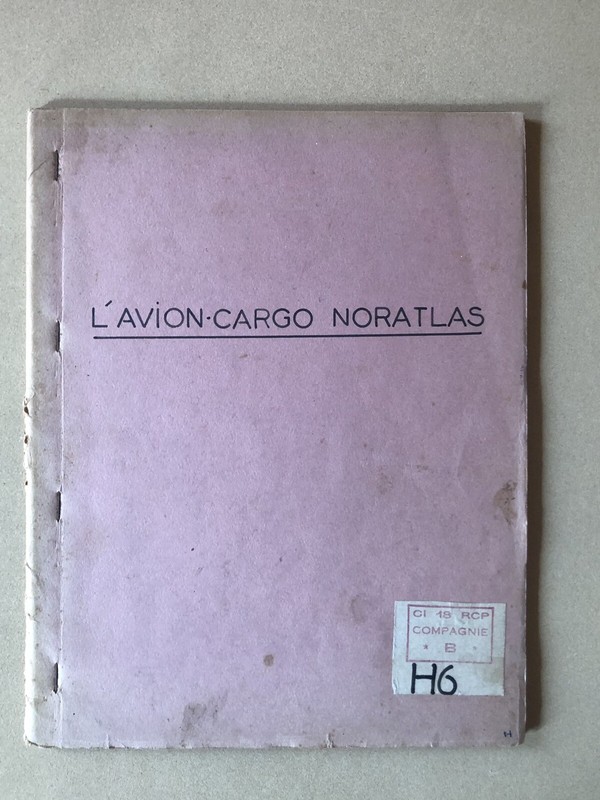 L'AViON-CARGO NORATLAS
CI 18 RCP
COMPAGNIE
* B *
H6
H